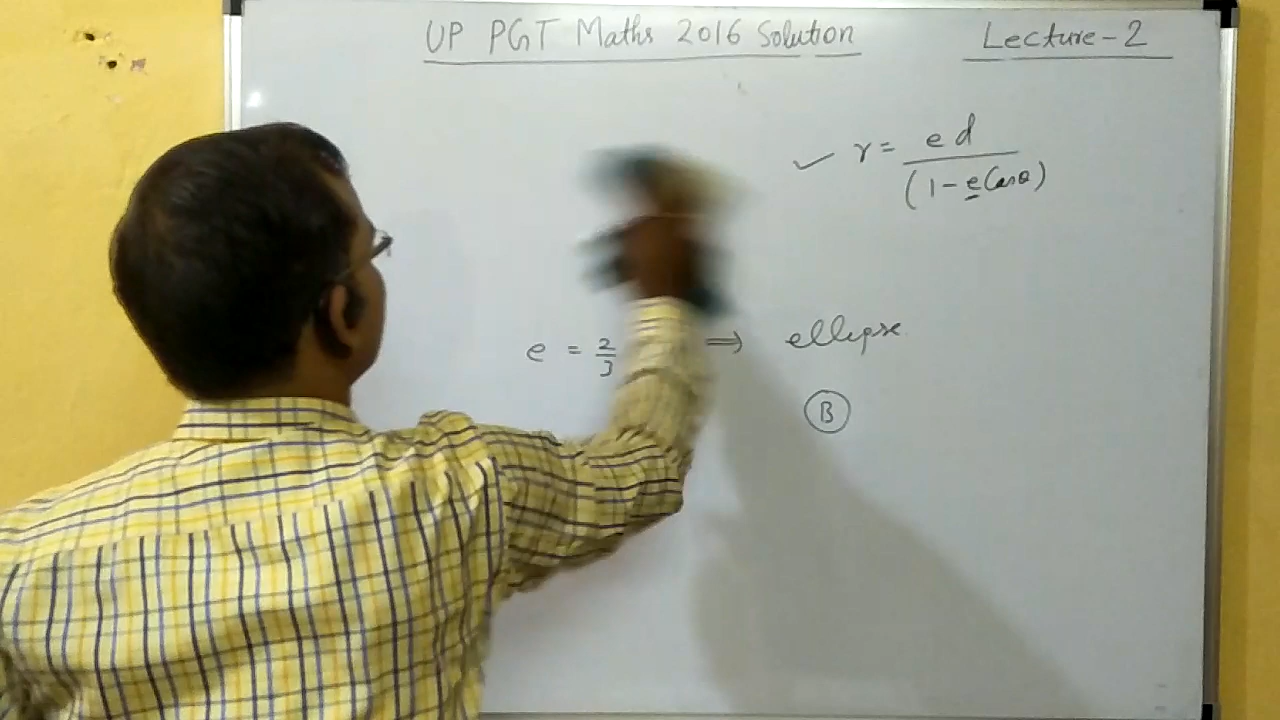 UP PGT Maths 2016 Solution
Lecture-2
✓ r = ed / (1 - e Cosθ)
e = 2/3 ⇒ ellipse
B